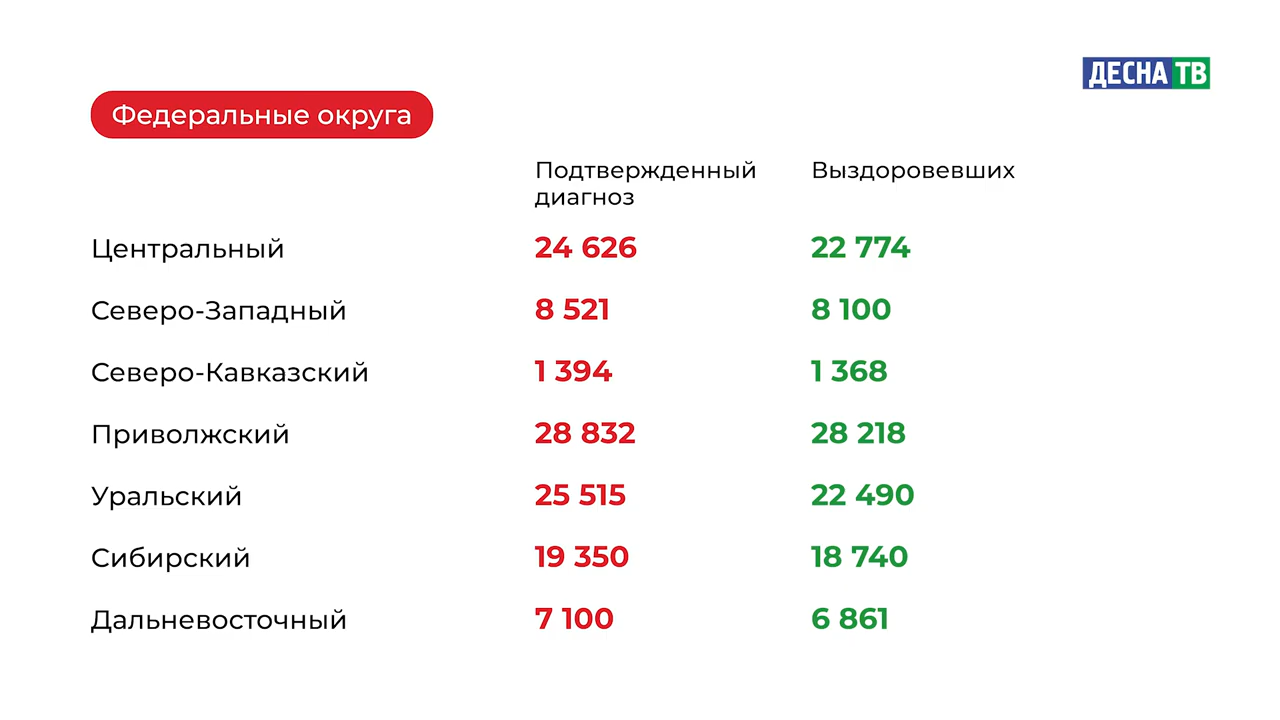 ДЕСНА ТВ
Федеральные округа
Подтвержденный Выздоровевших
диагноз
Центральный 24 626 22 774
Северо-Западный 8 521 8 100
Северо-Кавказский 1 394 1 368
Приволжский 28 832 28 218
Уральский 25 515 22 490
Сибирский 19 350 18 740
Дальневосточный 7 100 6 861